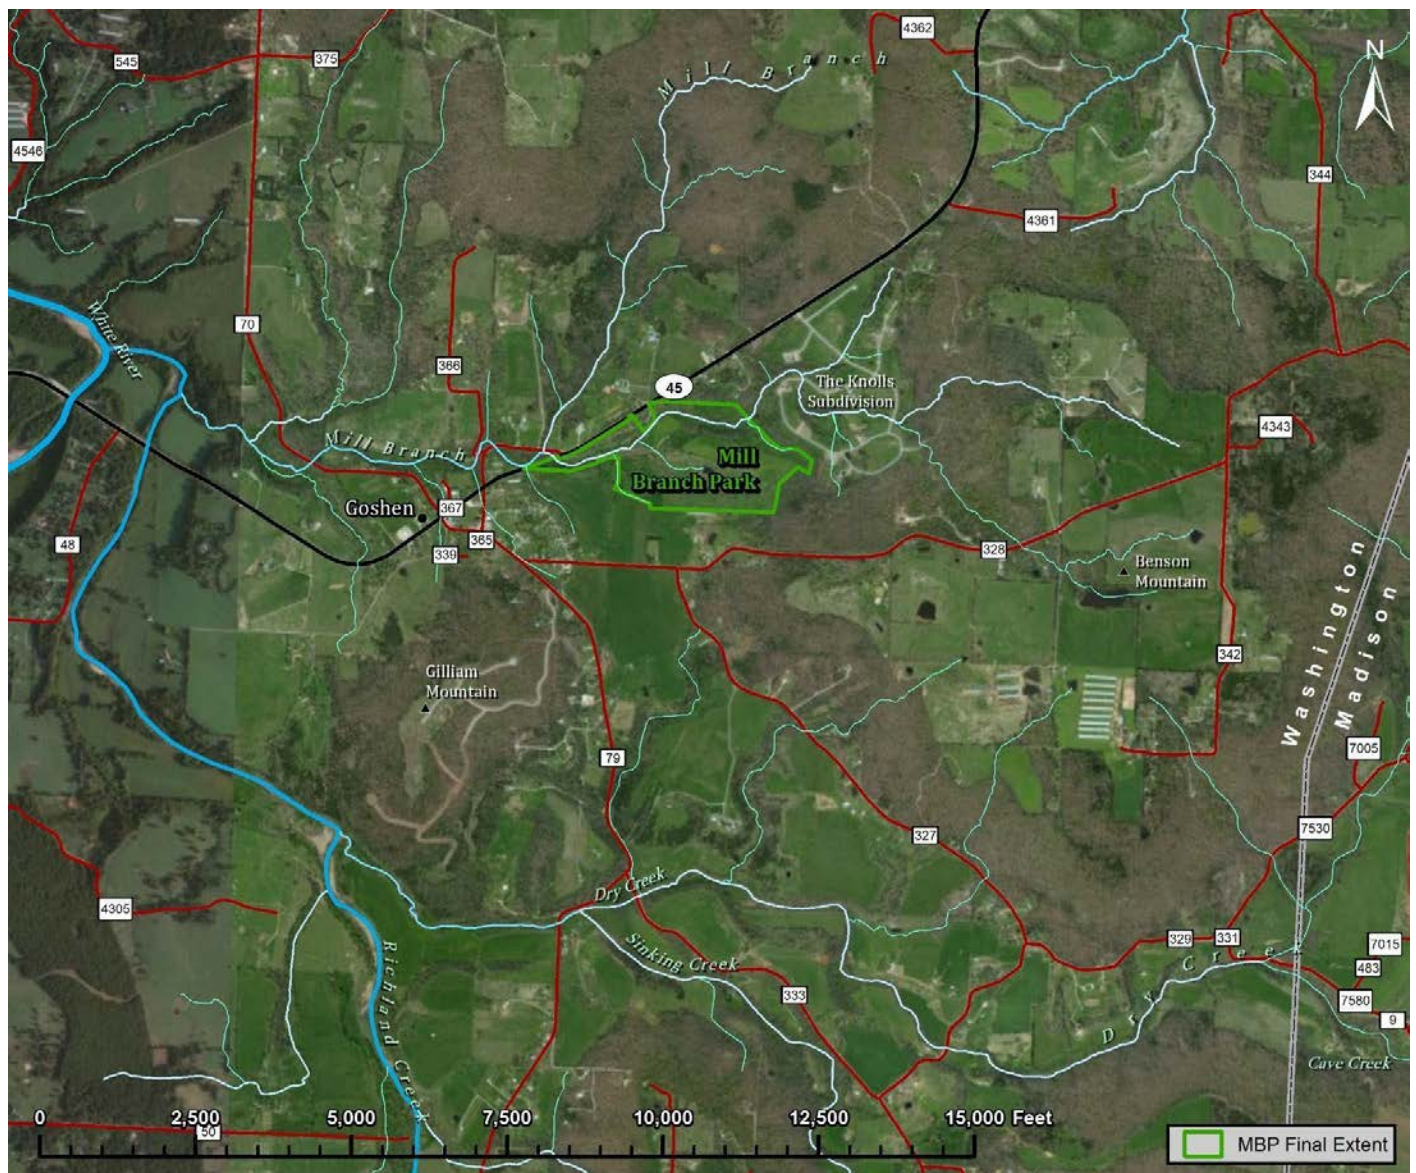 4362
N
545
375
Mill Branch
4546
344
4361
White River
70
366
45
The Knolls
Subdivision
4343
Mill Branch
Mill
Branch Park
Goshen
367
365
339
48
328
Benson
Mountain
Washington
Madison
342
Gilliam
Mountain
7005
79
7530
327
Dry Creek
4305
Sinking Creek
329
331
7015
Dry Creek
483
333
7580
9
Richland Creek
Cave Creek
0 2,500 5,000 7,500 10,000 12,500 15,000 Feet
50
MBP Final Extent